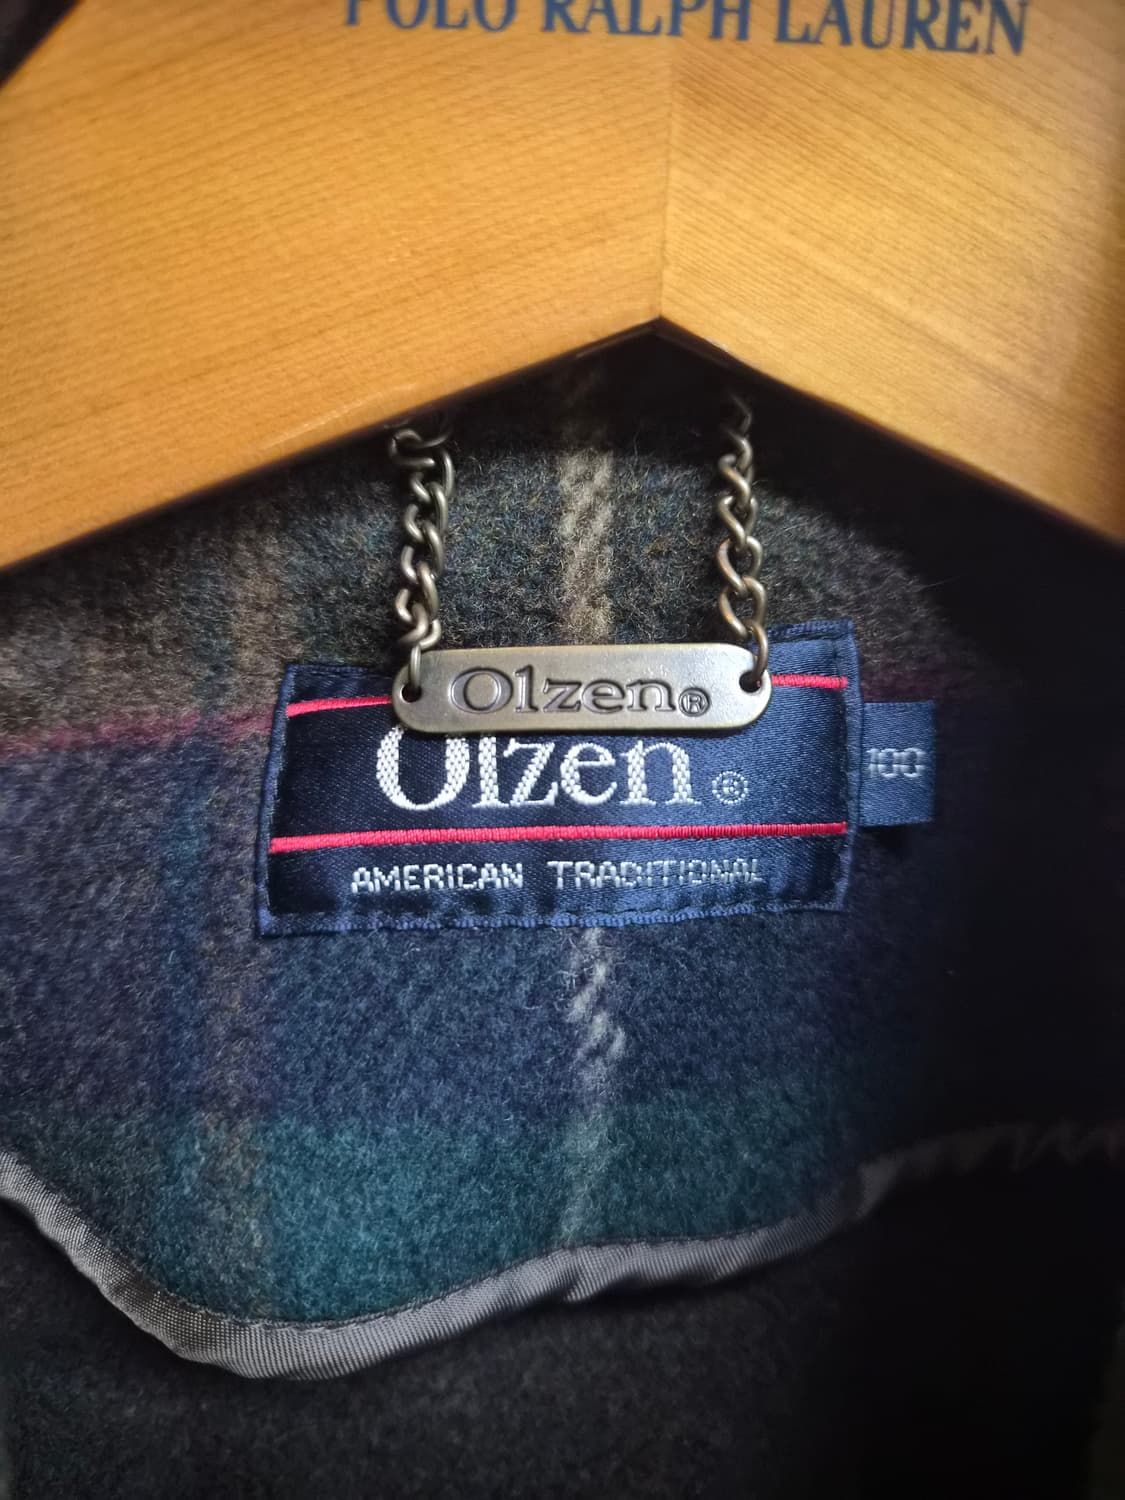 POLO RALPH LAUREN
Olzen®
Olzen®
100
AMERICAN TRADITIONAL